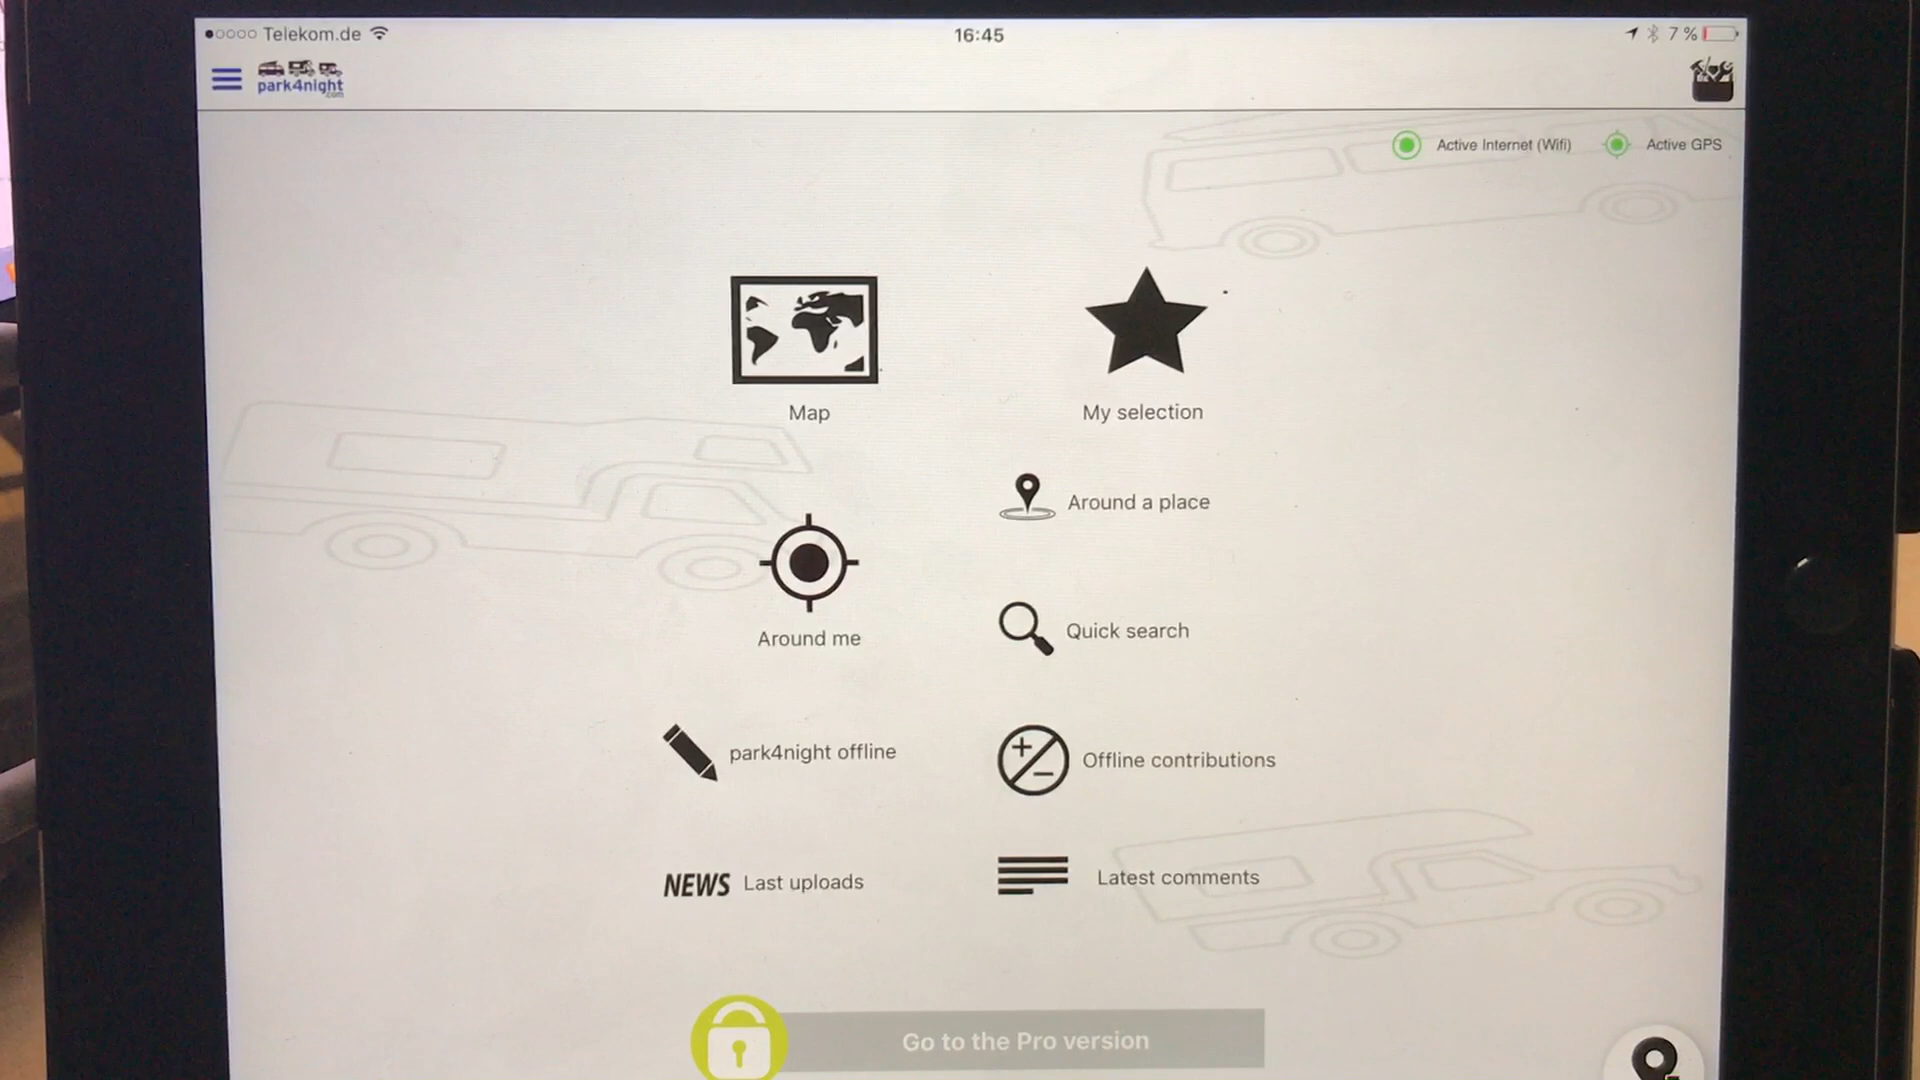 Telekom.de
16:45
7 %
park4night
.com
Active Internet (Wifi)
Active GPS
Map
My selection
Around a place
Around me
Quick search
park4night offline
Offline contributions
NEWS Last uploads
Latest comments
Go to the Pro version